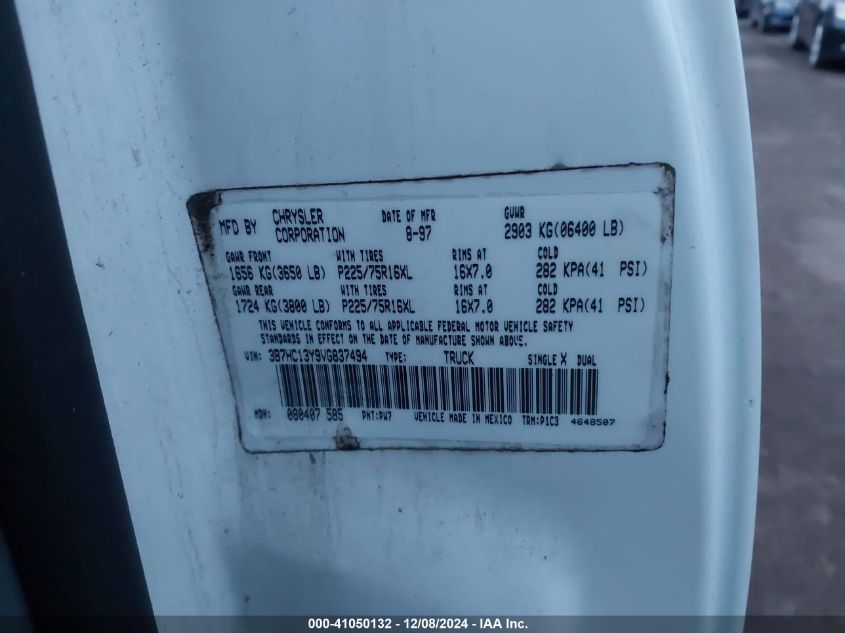 MFD BY CHRYSLER CORPORATION DATE OF MFR 8-97 GVWR 2903 KG(06400 LB)
GAWR FRONT WITH TIRES RIMS AT COLD
1656 KG(3650 LB) P225/75R16XL 16X7.0 282 KPA(41 PSI)
GAWR REAR WITH TIRES RIMS AT COLD
1724 KG(3800 LB) P225/75R16XL 16X7.0 282 KPA(41 PSI)
THIS VEHICLE CONFORMS TO ALL APPLICABLE FEDERAL MOTOR VEHICLE SAFETY
STANDARDS IN EFFECT ON THE DATE OF MANUFACTURE SHOWN ABOVE.
VIN: 3B7HC13Y9VG837494 TYPE: TRUCK SINGLE X DUAL
MDH: 080407 585 PNT:PW7 VEHICLE MADE IN MEXICO TRM:P1C3 4648507
000-41050132 - 12/08/2024 - IAA Inc.